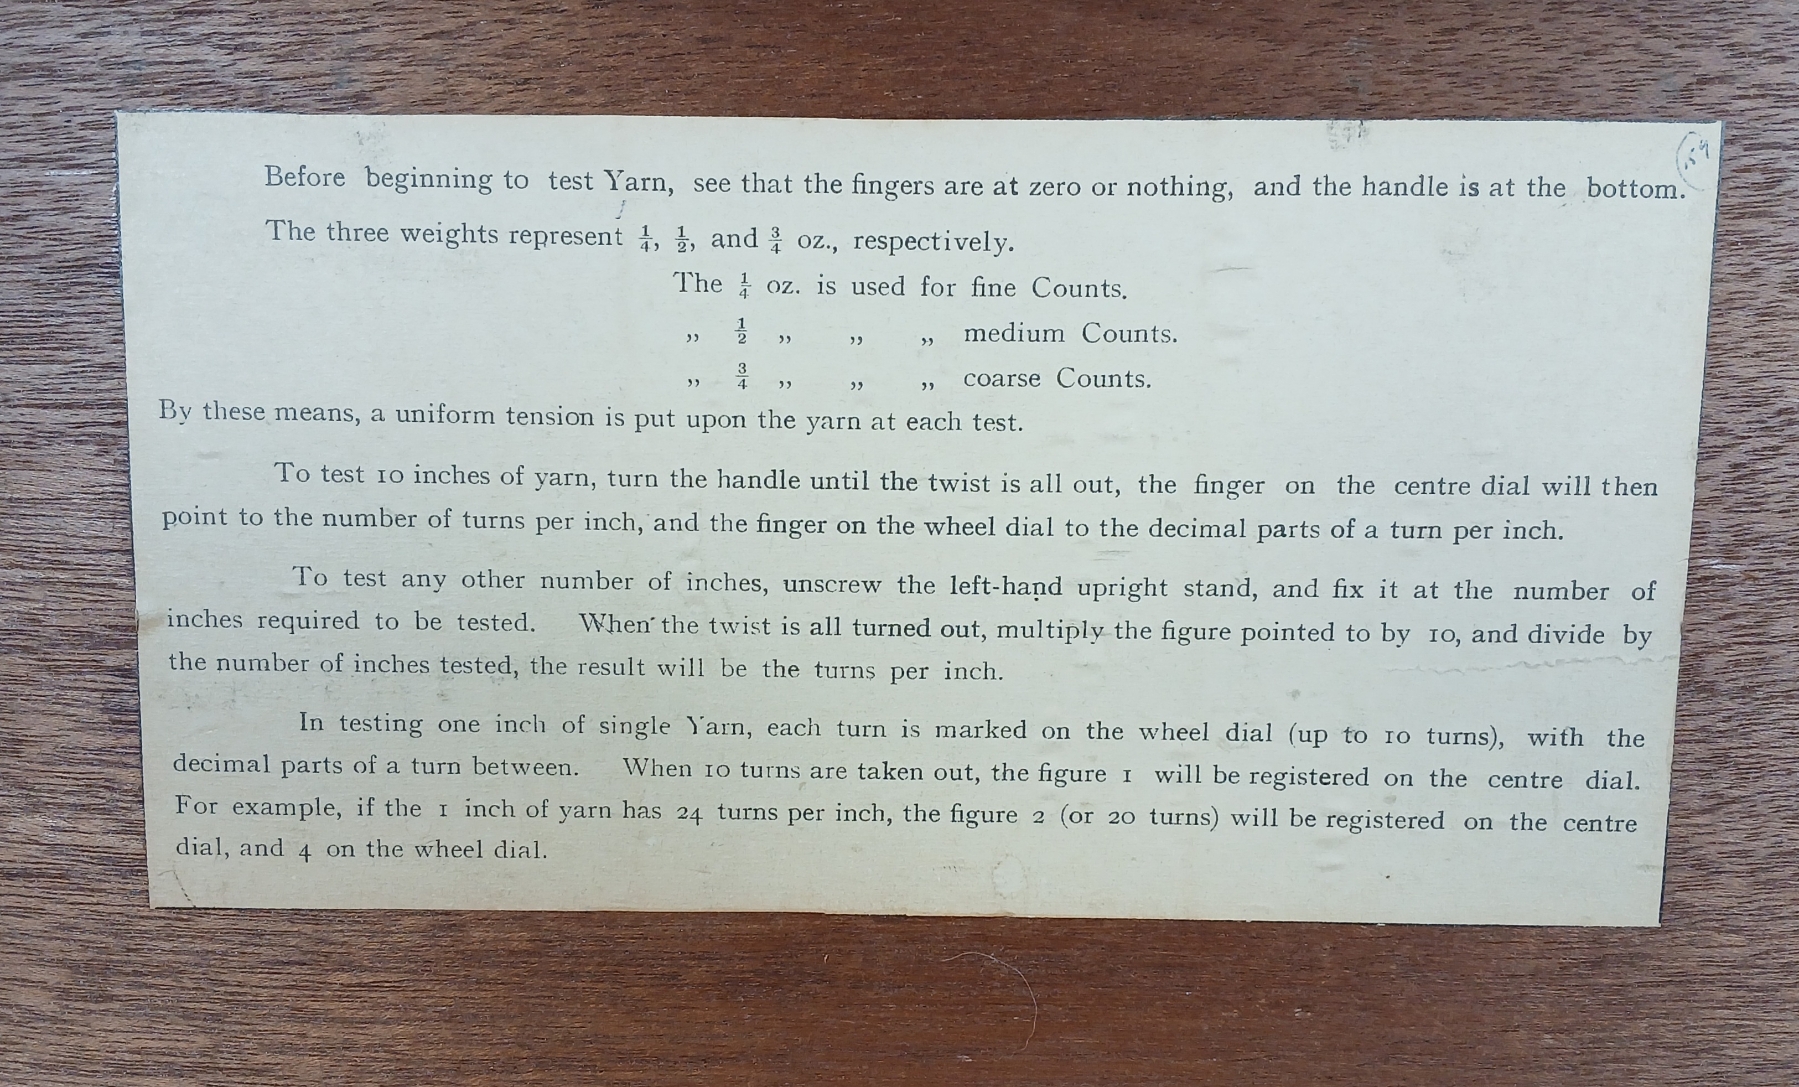 Before beginning to test Yarn, see that the fingers are at zero or nothing, and the handle is at the bottom.
The three weights represent ¼, ½, and ¾ oz., respectively.
The ¼ oz. is used for fine Counts.
„ ½ „ „ „ medium Counts.
„ ¾ „ „ „ coarse Counts.
By these means, a uniform tension is put upon the yarn at each test.
To test 10 inches of yarn, turn the handle until the twist is all out, the finger on the centre dial will then
point to the number of turns per inch, and the finger on the wheel dial to the decimal parts of a turn per inch.
To test any other number of inches, unscrew the left-hand upright stand, and fix it at the number of
inches required to be tested. When the twist is all turned out, multiply the figure pointed to by 10, and divide by
the number of inches tested, the result will be the turns per inch.
In testing one inch of single Yarn, each turn is marked on the wheel dial (up to 10 turns), with the
decimal parts of a turn between. When 10 turns are taken out, the figure 1 will be registered on the centre dial.
For example, if the 1 inch of yarn has 24 turns per inch, the figure 2 (or 20 turns) will be registered on the centre
dial, and 4 on the wheel dial.